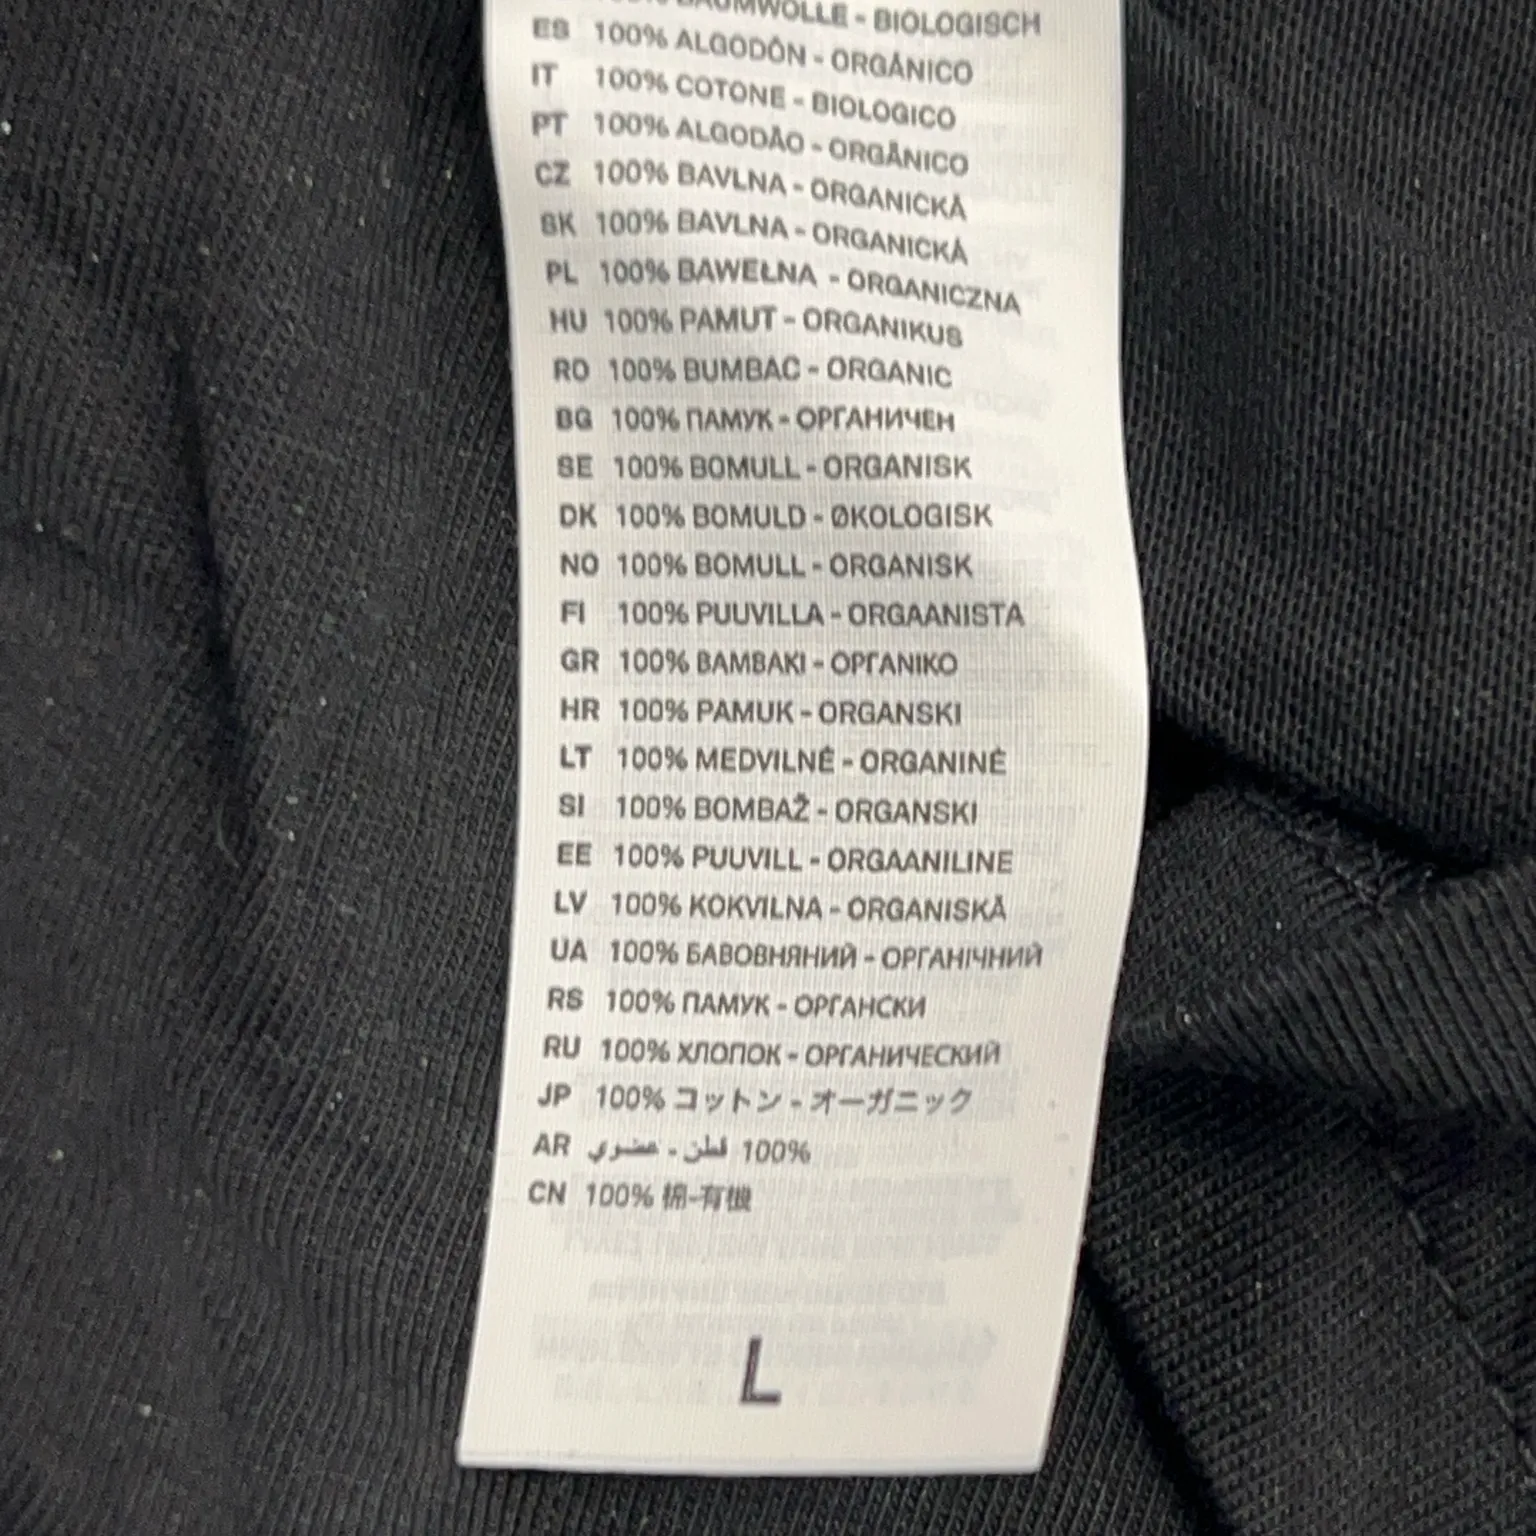 BAUMWOLLE - BIOLOGISCH
ES 100% ALGODÓN - ORGÁNICO
IT 100% COTONE - BIOLOGICO
PT 100% ALGODÃO - ORGÂNICO
CZ 100% BAVLNA - ORGANICKÁ
SK 100% BAVLNA - ORGANICKÁ
PL 100% BAWEŁNA - ORGANICZNA
HU 100% PAMUT - ORGANIKUS
RO 100% BUMBAC - ORGANIC
BG 100% ПАМУК - ОРГАНИЧЕН
SE 100% BOMULL - ORGANISK
DK 100% BOMULD - ØKOLOGISK
NO 100% BOMULL - ORGANISK
FI 100% PUUVILLA - ORGAANISTA
GR 100% BAMBAKI - ΟΡΓΑΝΙΚΟ
HR 100% PAMUK - ORGANSKI
LT 100% MEDVILNĖ - ORGANINĖ
SI 100% BOMBAŽ - ORGANSKI
EE 100% PUUVILL - ORGAANILINE
LV 100% KOKVILNA - ORGANISKĀ
UA 100% БАВОВНЯНИЙ - ОРГАНІЧНИЙ
RS 100% ПАМУК - ОРГАНСКИ
RU 100% ХЛОПОК - ОРГАНИЧЕСКИЙ
JP 100% コットン - オーガニック
AR 100% قطن - عضوي
CN 100% 棉-有機
L